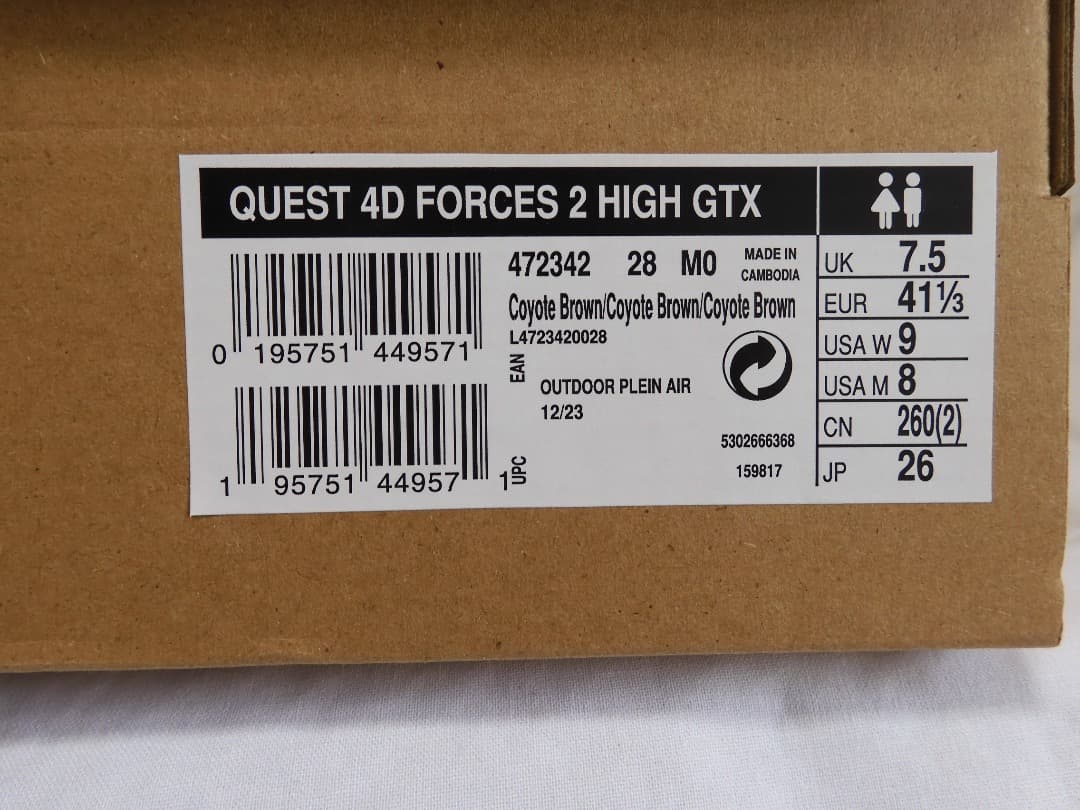 QUEST 4D FORCES 2 HIGH GTX
472342 28 M0 MADE IN CAMBODIA
Coyote Brown/Coyote Brown/Coyote Brown
L4723420028
0 195751 449571 EAN
OUTDOOR PLEIN AIR
12/23
5302666368
159817
1 95751 44957 1 UPC
UK 7.5
EUR 41⅓
USA W 9
USA M 8
CN 260(2)
JP 26